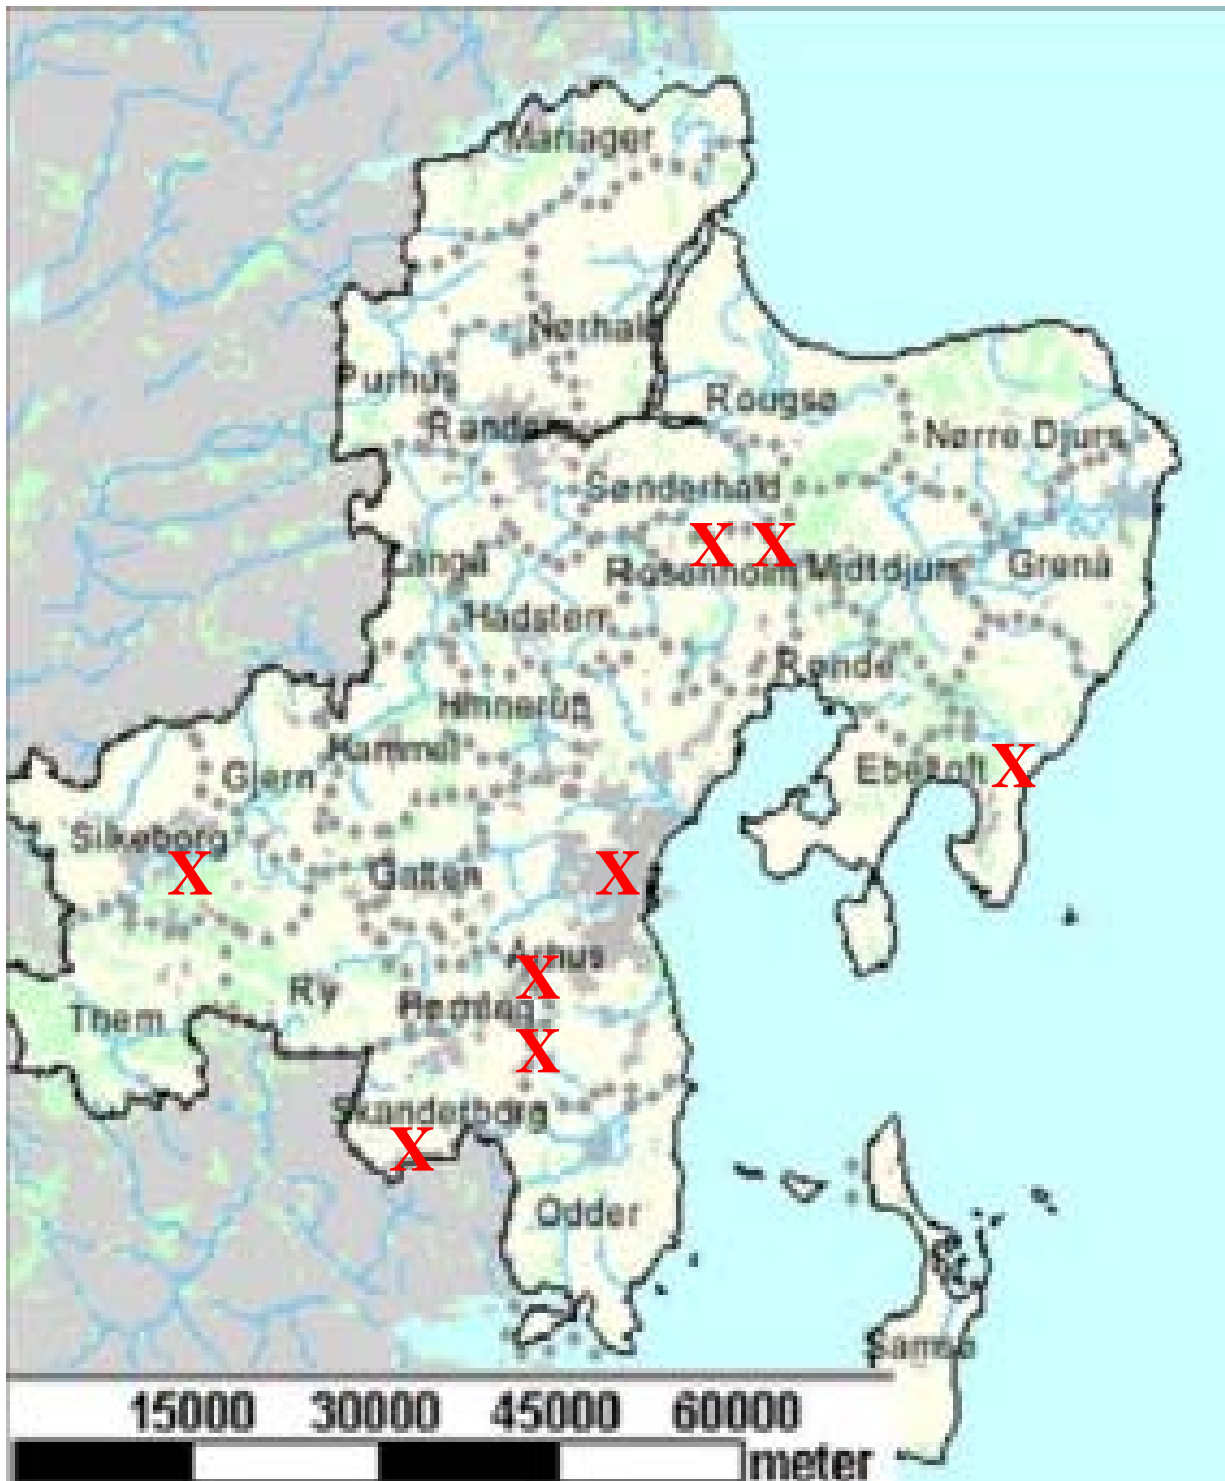 Mariager
Nørhald
Purhus
Rougsø
Randers
Nørre Djurs
Sønderhald
X X
Langå
Rosenholm
Midtdjurs
Grenå
Hadsten
Rønde
Hinnerup
Hammel
Gjern
Ebeltoft
X
Silkeborg
X
Galten
X
Århus
X
Ry
Hørning
Them
X
Skanderborg
X
Odder
Samsø
15000 30000 45000 60000
meter